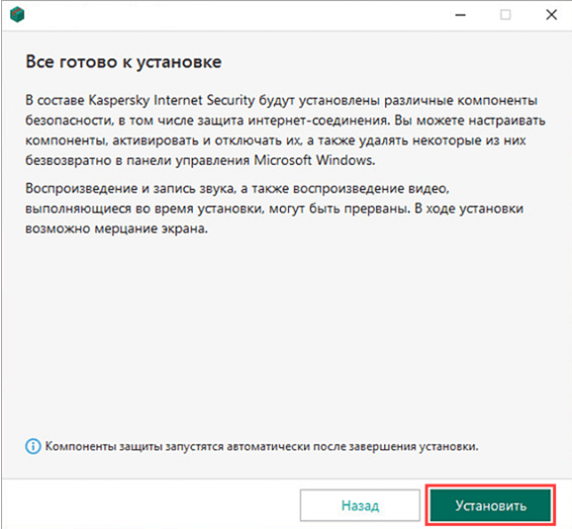 Все готово к установке
В составе Kaspersky Internet Security будут установлены различные компоненты
безопасности, в том числе защита интернет-соединения. Вы можете настраивать
компоненты, активировать и отключать их, а также удалять некоторые из них
безвозвратно в панели управления Microsoft Windows.
Воспроизведение и запись звука, а также воспроизведение видео,
выполняющиеся во время установки, могут быть прерваны. В ходе установки
возможно мерцание экрана.
Компоненты защиты запустятся автоматически после завершения установки.
Назад
Установить